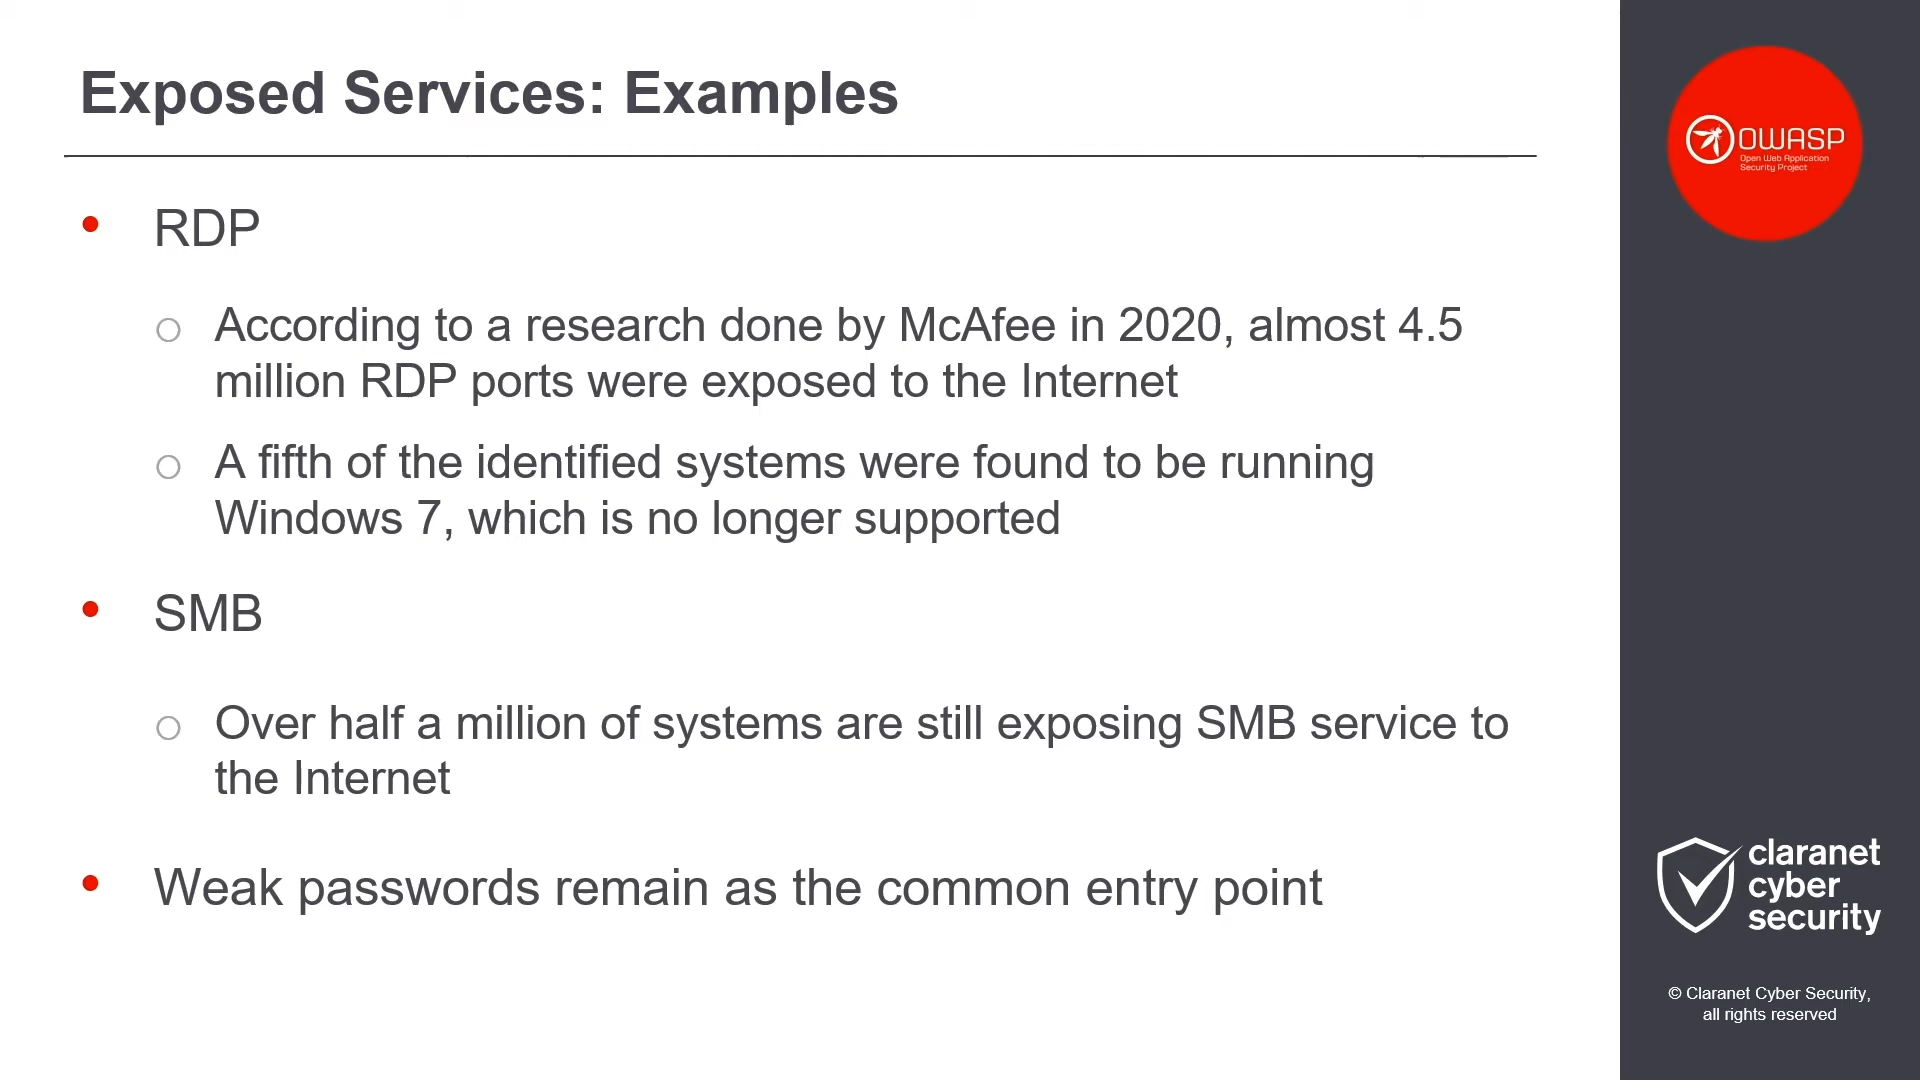 Exposed Services: Examples
• RDP
o According to a research done by McAfee in 2020, almost 4.5
million RDP ports were exposed to the Internet
o A fifth of the identified systems were found to be running
Windows 7, which is no longer supported
• SMB
o Over half a million of systems are still exposing SMB service to
the Internet
• Weak passwords remain as the common entry point
OWASP
Open Web Application
Security Project
claranet
cyber
security
© Claranet Cyber Security,
all rights reserved